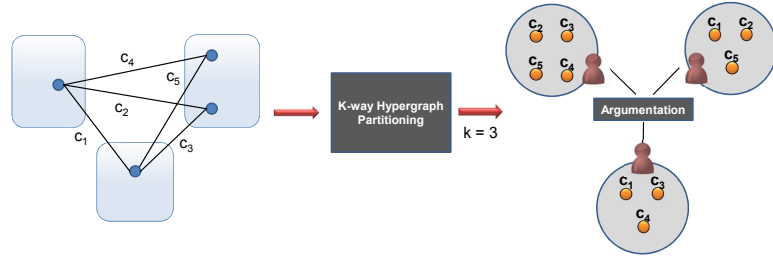 C4
C5
C2
C1
C3
K-way Hypergraph
Partitioning
k = 3
C2 C3
C5 C4
C1 C2
C5
Argumentation
C1 C3
C4